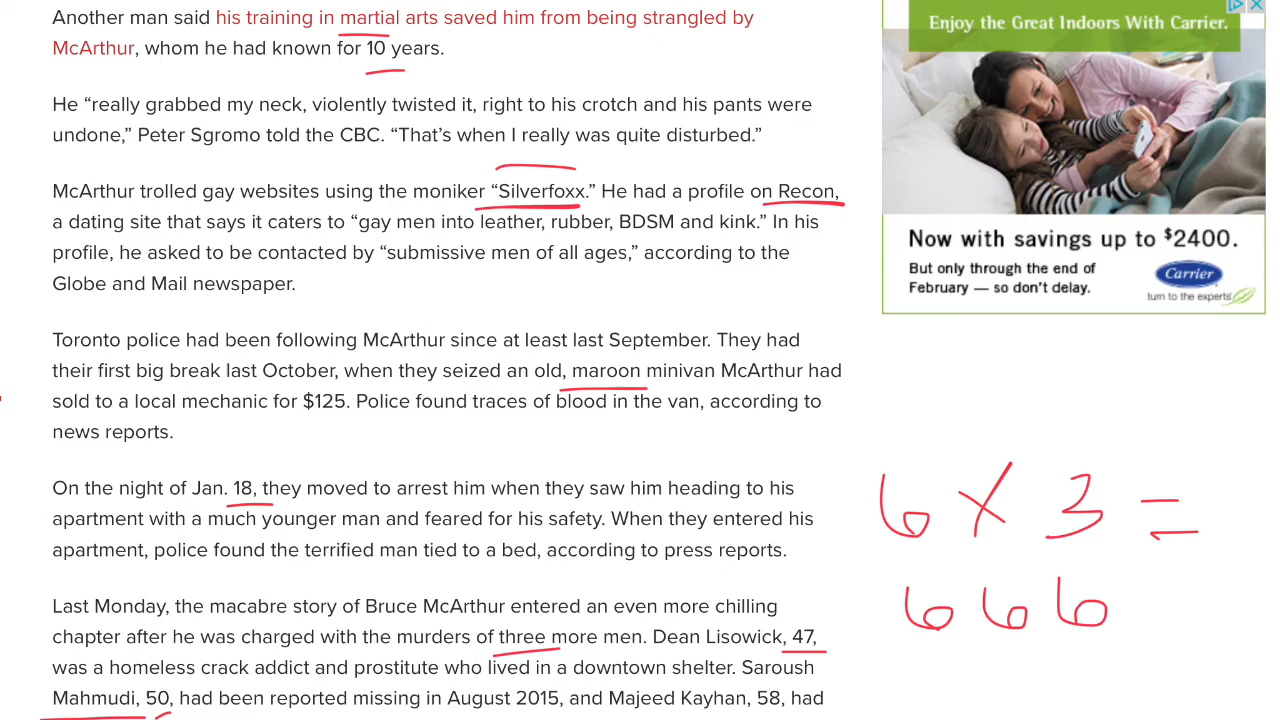 Another man said his training in martial arts saved him from being strangled by
McArthur, whom he had known for 10 years.
He “really grabbed my neck, violently twisted it, right to his crotch and his pants were
undone,” Peter Sgromo told the CBC. “That’s when I really was quite disturbed.”
McArthur trolled gay websites using the moniker “Silverfoxx.” He had a profile on Recon,
a dating site that says it caters to “gay men into leather, rubber, BDSM and kink.” In his
profile, he asked to be contacted by “submissive men of all ages,” according to the
Globe and Mail newspaper.
Toronto police had been following McArthur since at least last September. They had
their first big break last October, when they seized an old, maroon minivan McArthur had
sold to a local mechanic for $125. Police found traces of blood in the van, according to
news reports.
On the night of Jan. 18, they moved to arrest him when they saw him heading to his
apartment with a much younger man and feared for his safety. When they entered his
apartment, police found the terrified man tied to a bed, according to press reports.
Last Monday, the macabre story of Bruce McArthur entered an even more chilling
chapter after he was charged with the murders of three more men. Dean Lisowick, 47,
was a homeless crack addict and prostitute who lived in a downtown shelter. Saroush
Mahmudi, 50, had been reported missing in August 2015, and Majeed Kayhan, 58, had
Enjoy the Great Indoors With Carrier.
Now with savings up to $2400.
But only through the end of
February — so don’t delay.
Carrier
turn to the experts
6 x 3 =
6 6 6